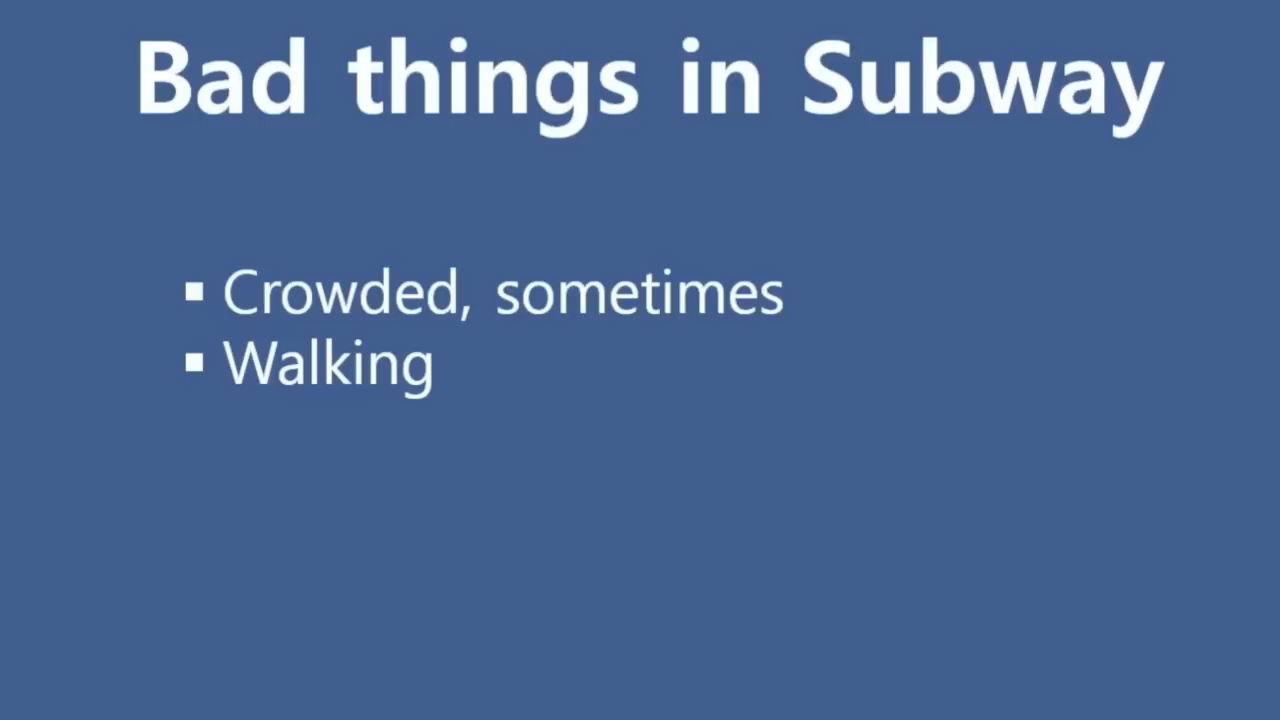 Bad things in Subway
▪ Crowded, sometimes
▪ Walking